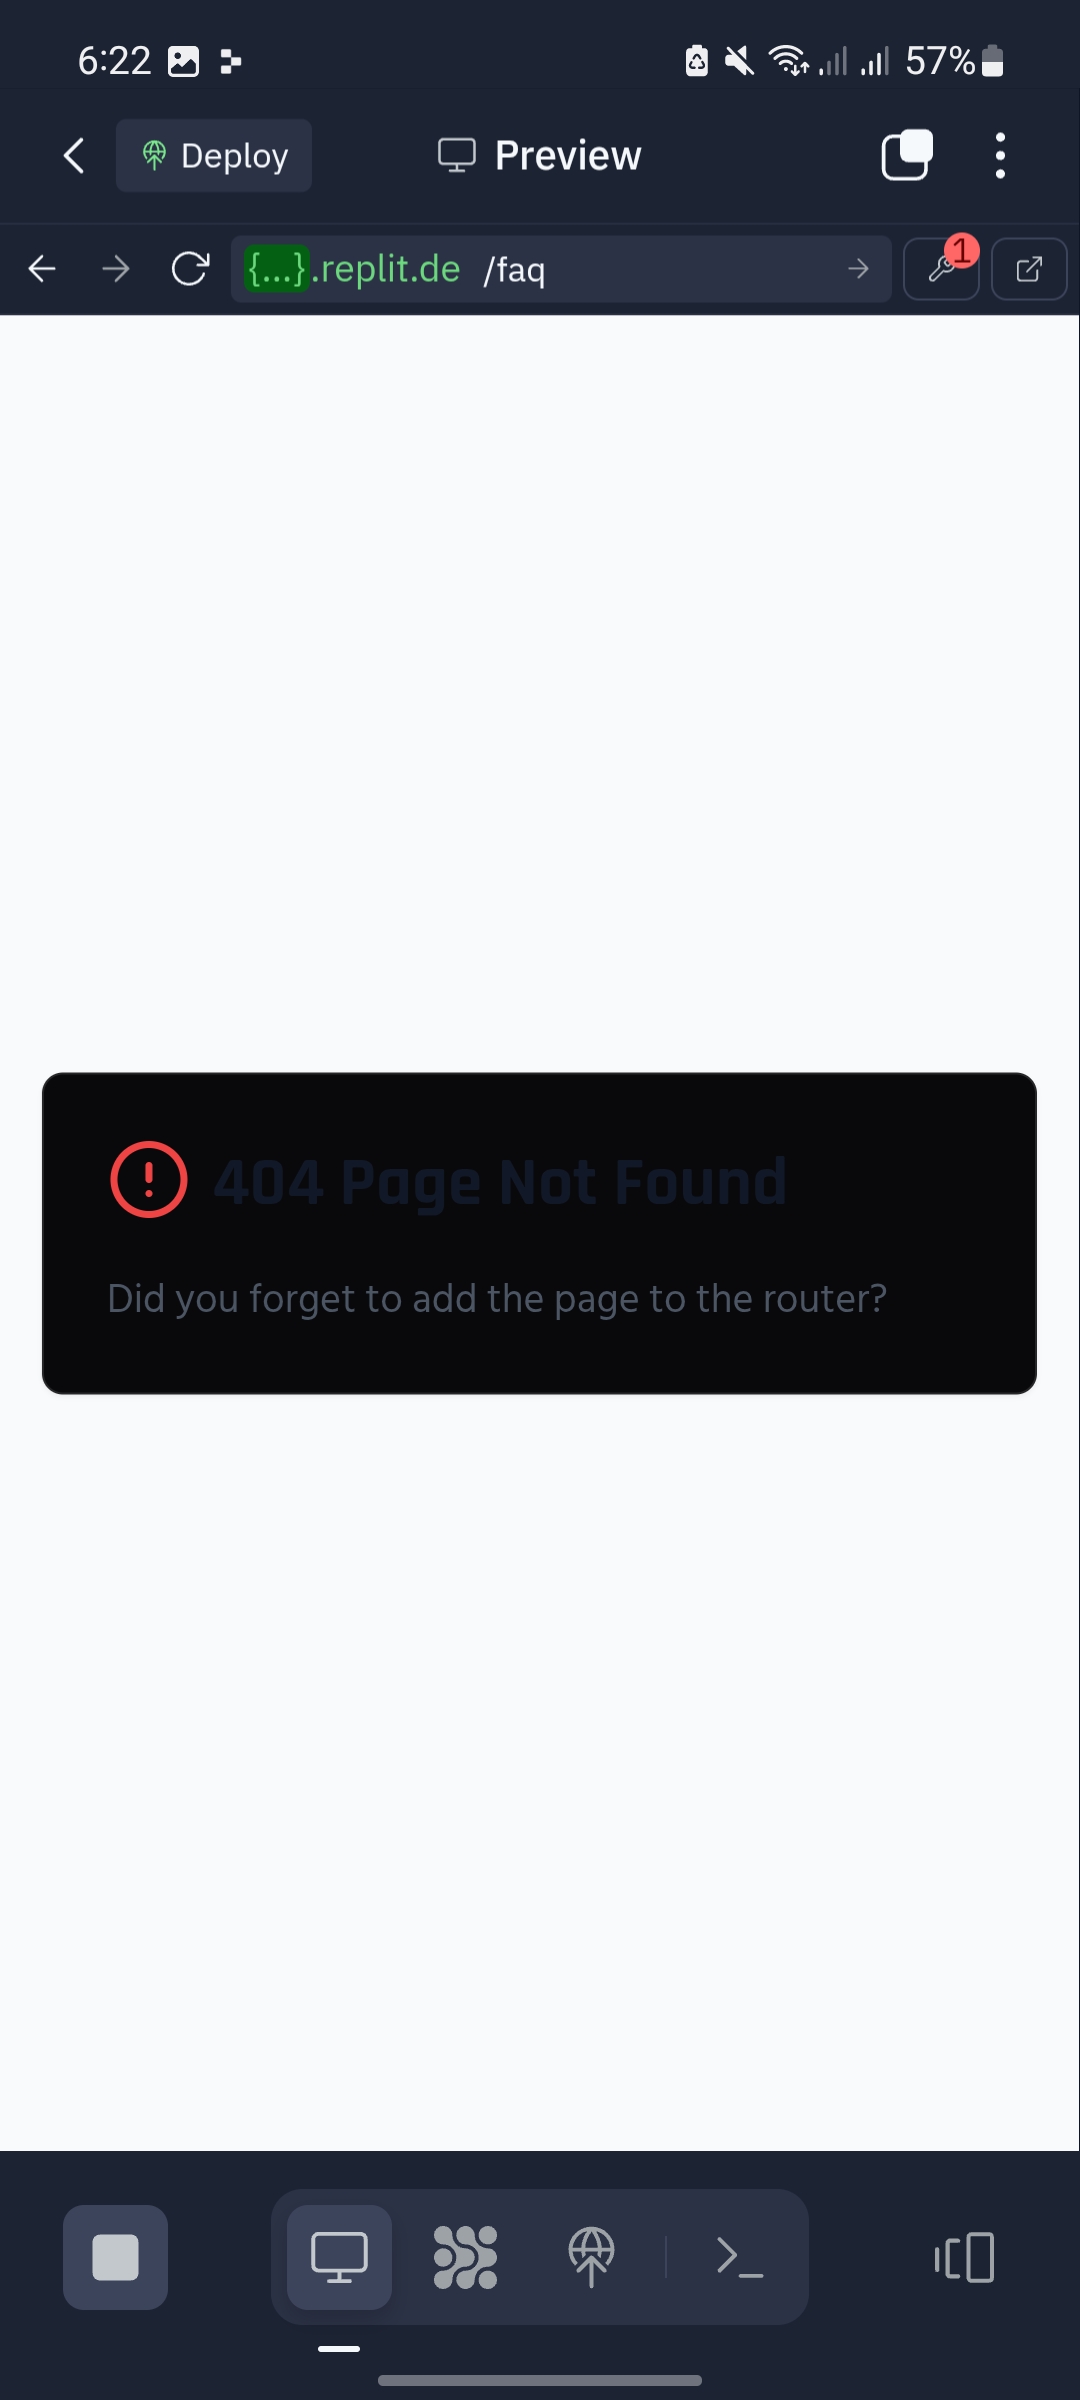 6:22 57%
Deploy Preview
{...}.replit.de /faq 1
404 Page Not Found
Did you forget to add the page to the router?